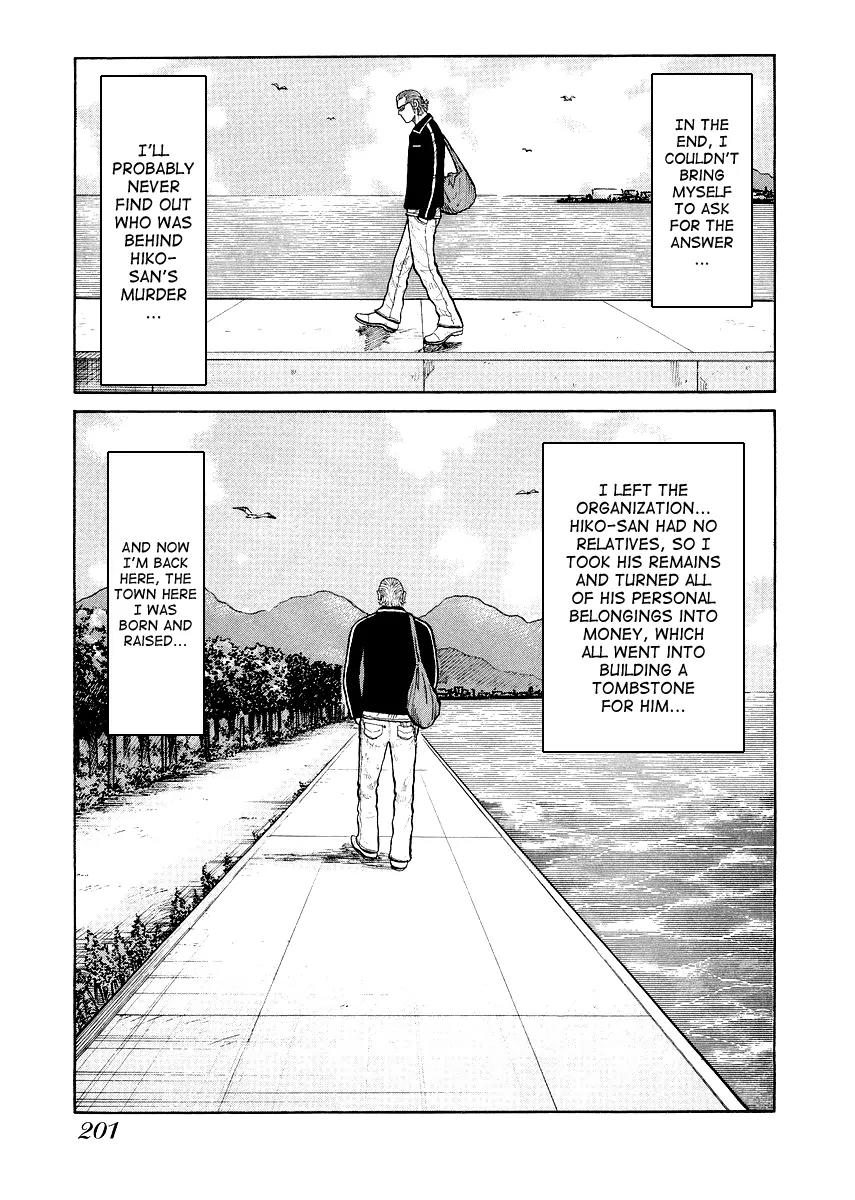 IN THE
END, I
COULDN'T
BRING
MYSELF
TO ASK
FOR THE
ANSWER
...
I'LL
PROBABLY
NEVER
FIND OUT
WHO WAS
BEHIND
HIKO-
SAN'S
MURDER
...
I LEFT THE
ORGANIZATION...
HIKO-SAN HAD NO
RELATIVES, SO I
TOOK HIS REMAINS
AND TURNED ALL
OF HIS PERSONAL
BELONGINGS INTO
MONEY, WHICH
ALL WENT INTO
BUILDING A
TOMBSTONE
FOR HIM...
AND NOW
I'M BACK
HERE, THE
TOWN HERE
I WAS
BORN AND
RAISED...
201